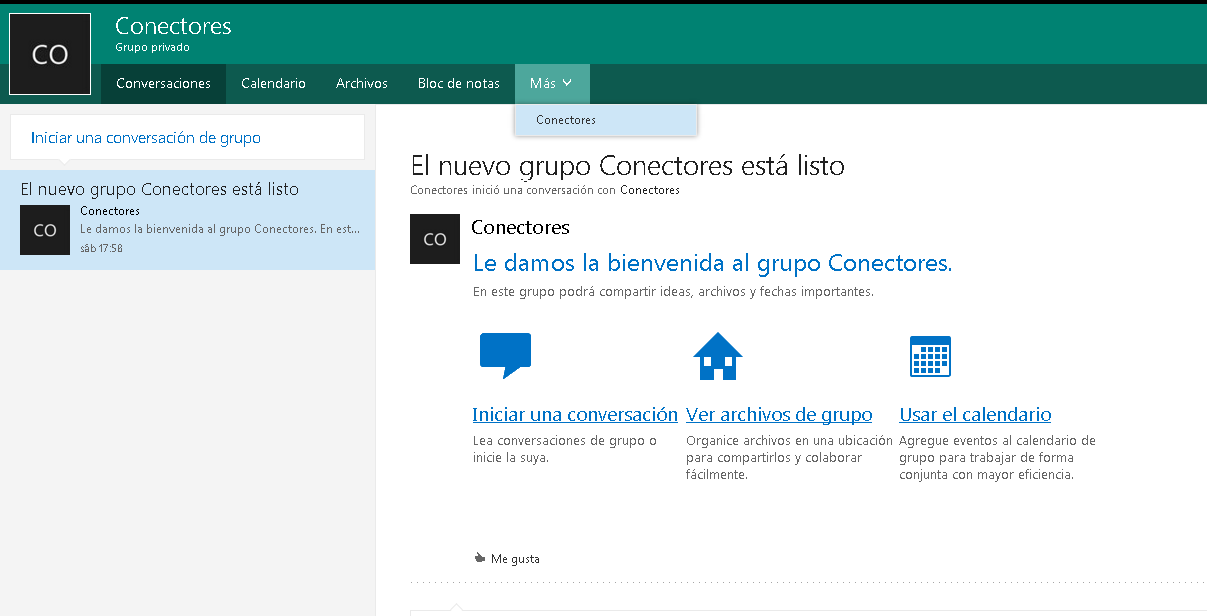 CO
Conectores
Grupo privado
Conversaciones
Calendario
Archivos
Bloc de notas
Más
Conectores
Iniciar una conversación de grupo
El nuevo grupo Conectores está listo
CO
Conectores
Le damos la bienvenida al grupo Conectores. En est...
sáb 17:58
El nuevo grupo Conectores está listo
Conectores inició una conversación con Conectores
CO
Conectores
Le damos la bienvenida al grupo Conectores.
En este grupo podrá compartir ideas, archivos y fechas importantes.
Iniciar una conversación
Lea conversaciones de grupo o
inicie la suya.
Ver archivos de grupo
Organice archivos en una ubicación
para compartirlos y colaborar
fácilmente.
Usar el calendario
Agregue eventos al calendario de
grupo para trabajar de forma
conjunta con mayor eficiencia.
Me gusta